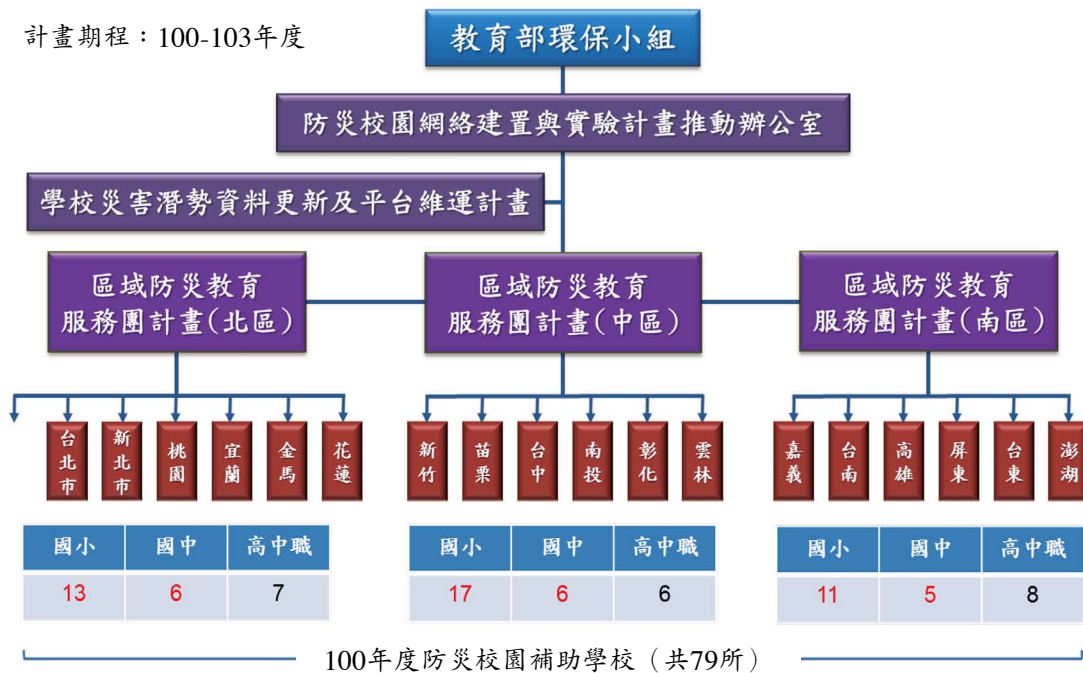 計畫期程：100-103年度
教育部環保小組
防災校園網絡建置與實驗計畫推動辦公室
學校災害潛勢資料更新及平台維運計畫
區域防災教育
服務團計畫(北區)
區域防災教育
服務團計畫(中區)
區域防災教育
服務團計畫(南區)
台北市
新北市
桃園
宜蘭
金馬
花蓮
新竹
苗栗
台中
南投
彰化
雲林
嘉義
台南
高雄
屏東
台東
澎湖
國小 國中 高中職
13 6 7
國小 國中 高中職
17 6 6
國小 國中 高中職
11 5 8
100年度防災校園補助學校（共79所）